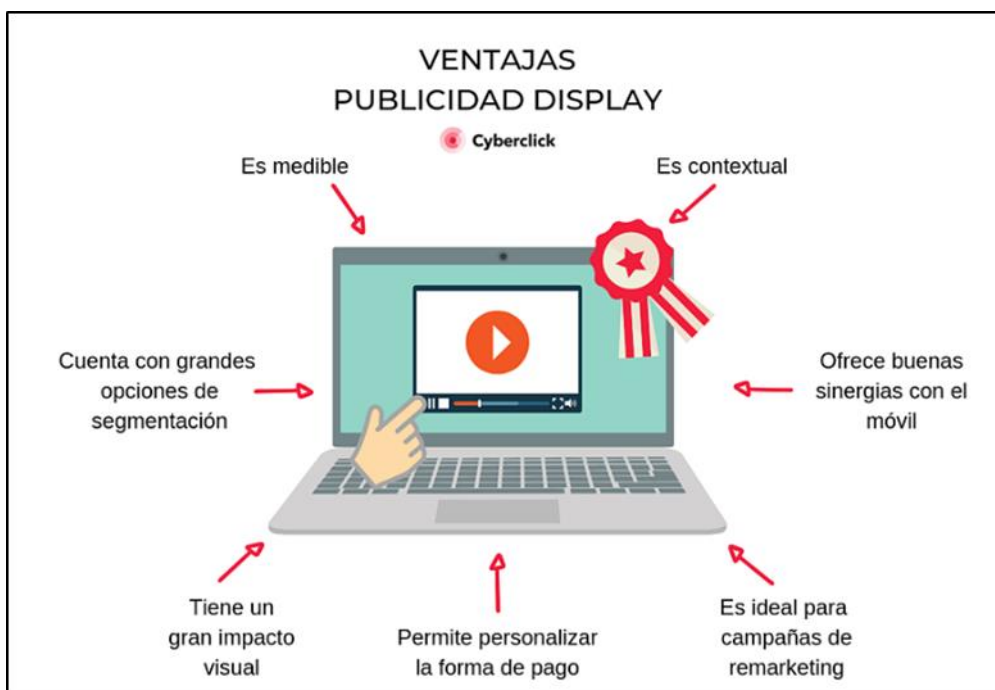 VENTAJAS
PUBLICIDAD DISPLAY
Cyberclick
Es medible
Es contextual
Cuenta con grandes
opciones de
segmentación
Ofrece buenas
sinergias con el
móvil
Tiene un
gran impacto
visual
Permite personalizar
la forma de pago
Es ideal para
campañas de
remarketing